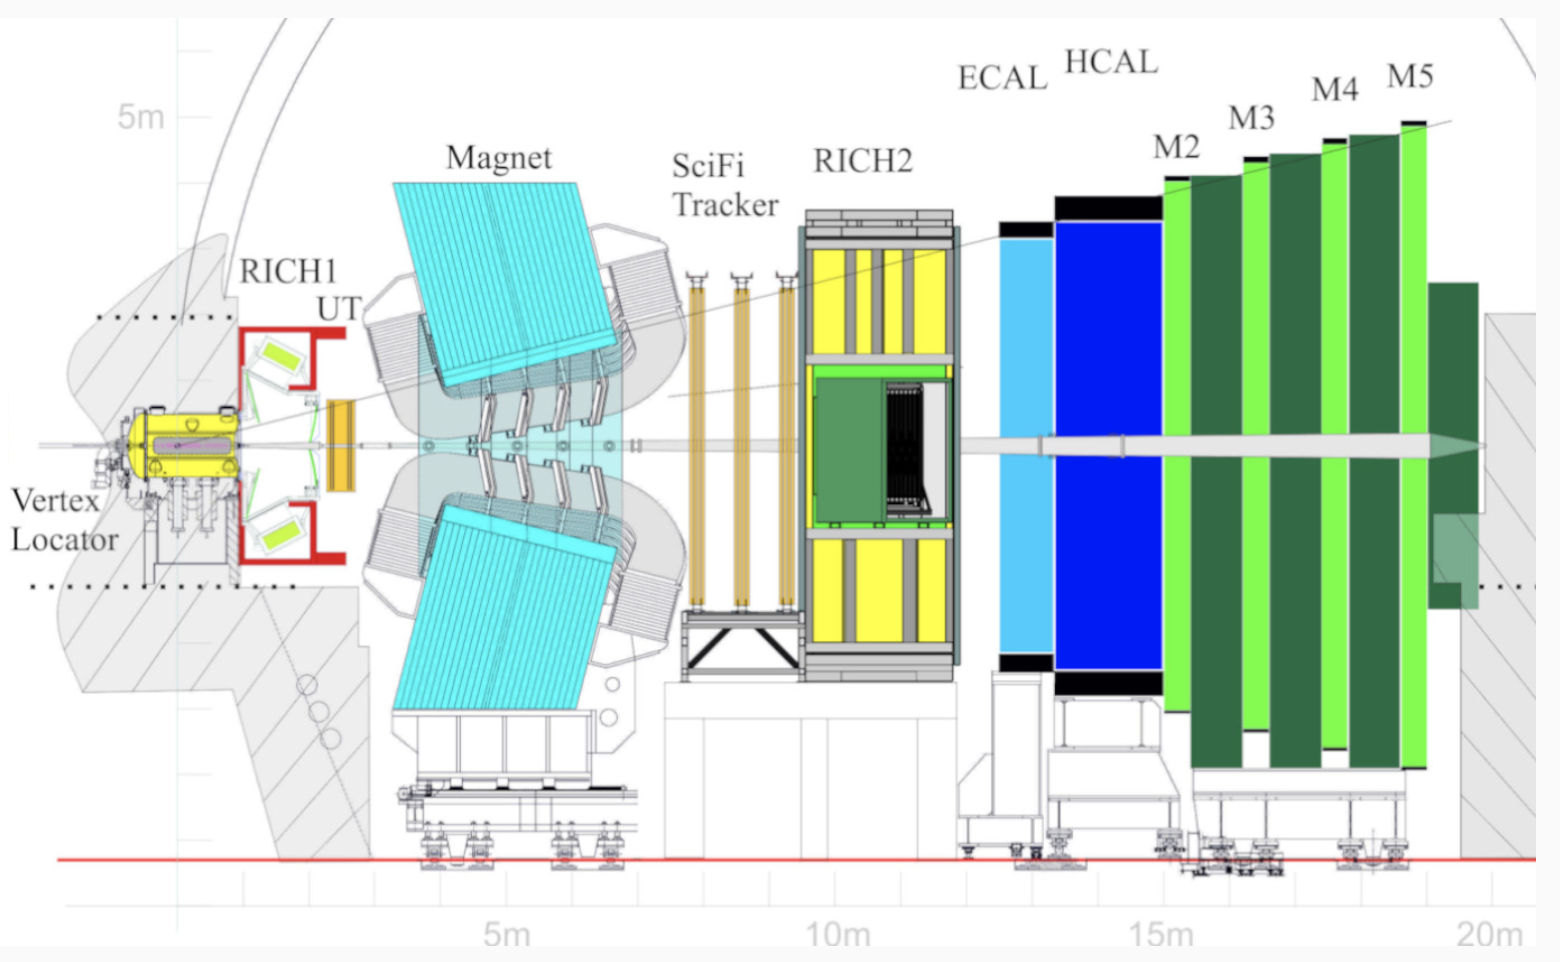 HCAL
ECAL
M5
M4
M3
M2
5m
Magnet
SciFi
Tracker
RICH2
RICH1
UT
Vertex
Locator
5m
10m
15m
20m